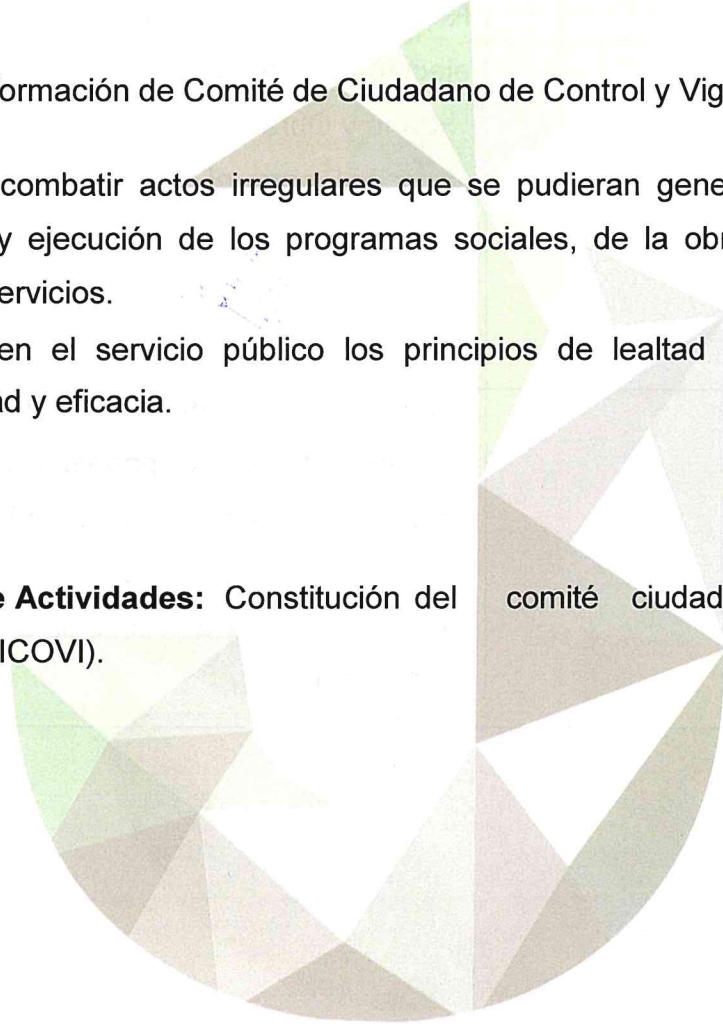 ormación de Comité de Ciudadano de Control y Vig
combatir actos irregulares que se pudieran gene
y ejecución de los programas sociales, de la obr
ervicios.
en el servicio público los principios de lealtad
ad y eficacia.
e Actividades: Constitución del comité ciudad
ICOVI).